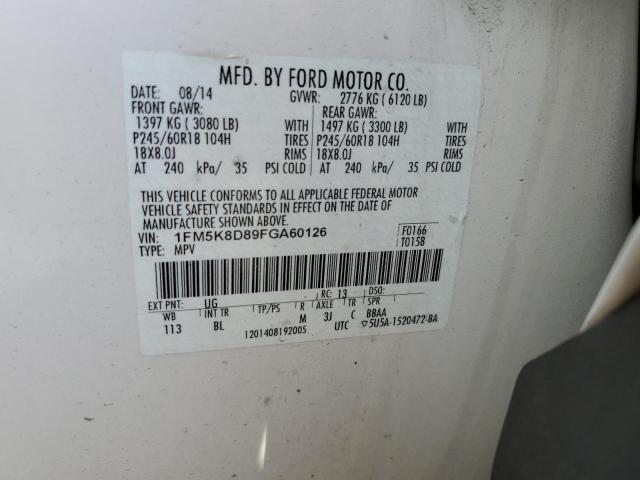 MFD. BY FORD MOTOR CO.
DATE: 08/14 GVWR: 2776 KG ( 6120 LB)
FRONT GAWR: REAR GAWR:
1397 KG ( 3080 LB) WITH 1497 KG ( 3300 LB) WITH
P245/60R18 104H TIRES P245/60R18 104H TIRES
18X8.0J RIMS 18X8.0J RIMS
AT 240 kPa/ 35 PSI COLD AT 240 kPa/ 35 PSI COLD
THIS VEHICLE CONFORMS TO ALL APPLICABLE FEDERAL MOTOR
VEHICLE SAFETY STANDARDS IN EFFECT ON THE DATE OF
MANUFACTURE SHOWN ABOVE.
VIN: 1FM5K8D89FGA60126 F0166
TYPE: MPV T0158
EXT PNT: UG RC: 13 DSO:
WB INT TR TP/PS R AXLE TR SPR
113 BL M 3J C BBAA
1201408192005 UTC ▽5U5A-1520472-BA